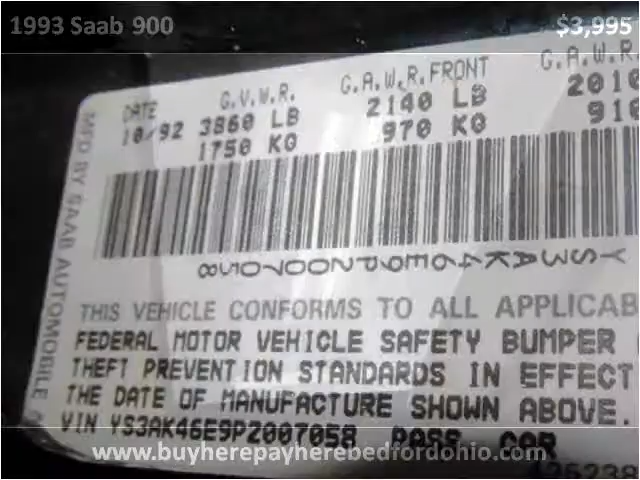 1993 Saab 900
$3,995
DATE G.V.W.R. G.A.W.R. FRONT G.A.W.R.
10/92 3860 LB 2140 LB 2010
1750 KG 970 KG 910
MFD BY SAAB AUTOMOBILE
YS3AK46E9P2007058
THIS VEHICLE CONFORMS TO ALL APPLICAB
FEDERAL MOTOR VEHICLE SAFETY BUMPER
THEFT PREVENTION STANDARDS IN EFFECT
THE DATE OF MANUFACTURE SHOWN ABOVE.
VIN YS3AK46E9P2007058 PASS CAR
www.buyherepayherebedfordohio.com